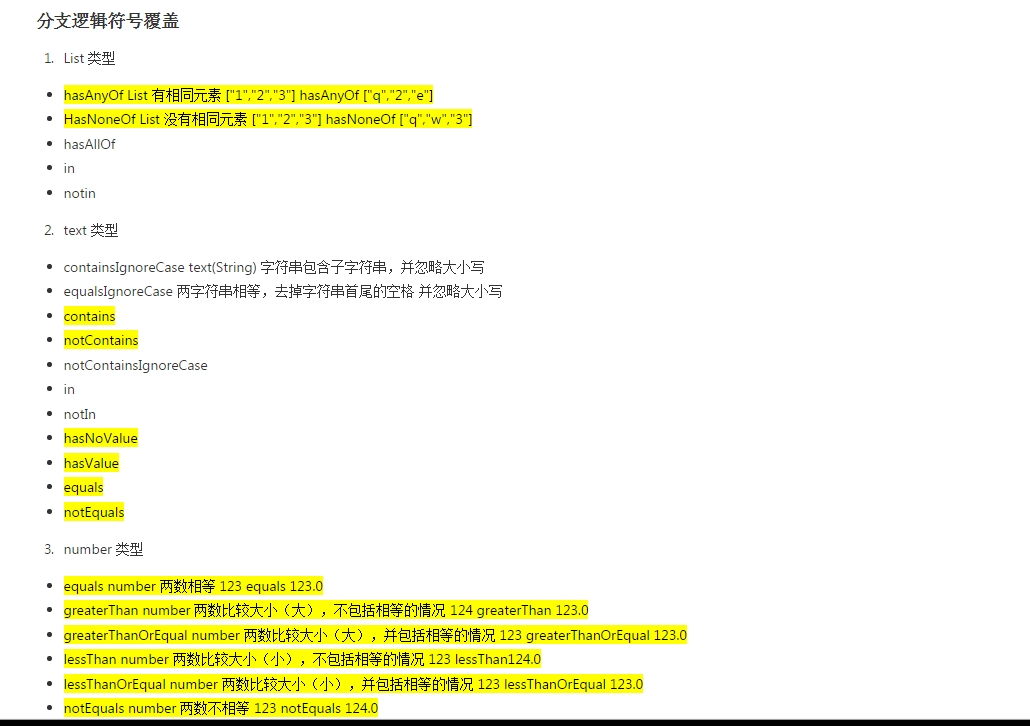 分支逻辑符号覆盖
1. List 类型
• hasAnyOf List 有相同元素 ["1","2","3"] hasAnyOf ["q","2","e"]
• HasNoneOf List 没有相同元素 ["1","2","3"] hasNoneOf ["q","w","3"]
• hasAllOf
• in
• notin
2. text 类型
• containsIgnoreCase text(String) 字符串包含子字符串，并忽略大小写
• equalsIgnoreCase 两字符串相等，去掉字符串首尾的空格 并忽略大小写
• contains
• notContains
• notContainsIgnoreCase
• in
• notIn
• hasNoValue
• hasValue
• equals
• notEquals
3. number 类型
• equals number 两数相等 123 equals 123.0
• greaterThan number 两数比较大小（大），不包括相等的情况 124 greaterThan 123.0
• greaterThanOrEqual number 两数比较大小（大），并包括相等的情况 123 greaterThanOrEqual 123.0
• lessThan number 两数比较大小（小），不包括相等的情况 123 lessThan124.0
• lessThanOrEqual number 两数比较大小（小），并包括相等的情况 123 lessThanOrEqual 123.0
• notEquals number 两数不相等 123 notEquals 124.0